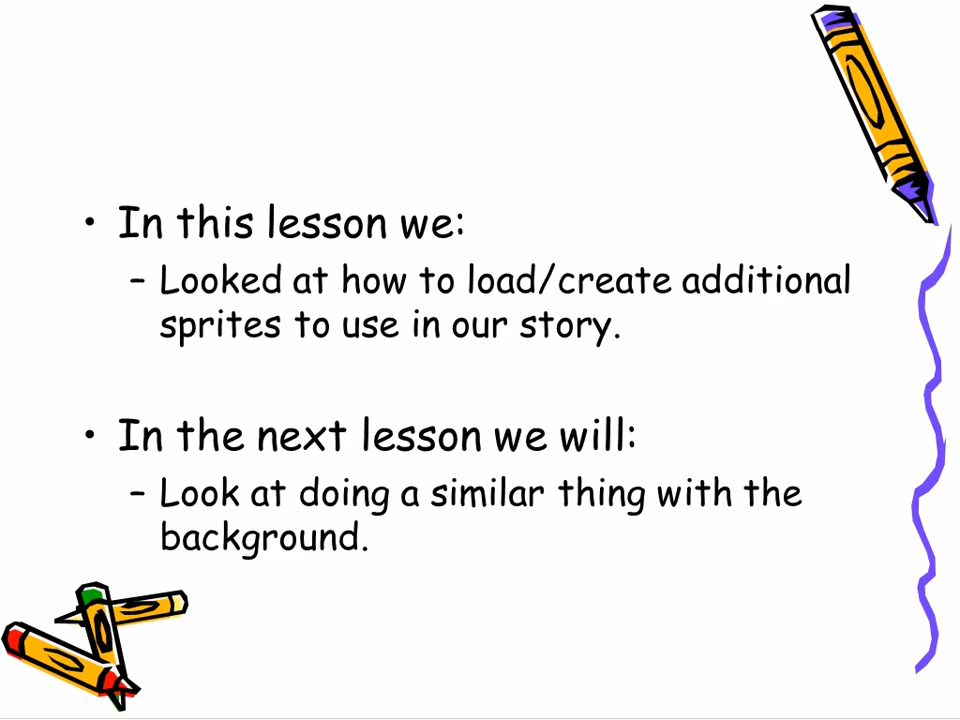 • In this lesson we:
– Looked at how to load/create additional
sprites to use in our story.
• In the next lesson we will:
– Look at doing a similar thing with the
background.